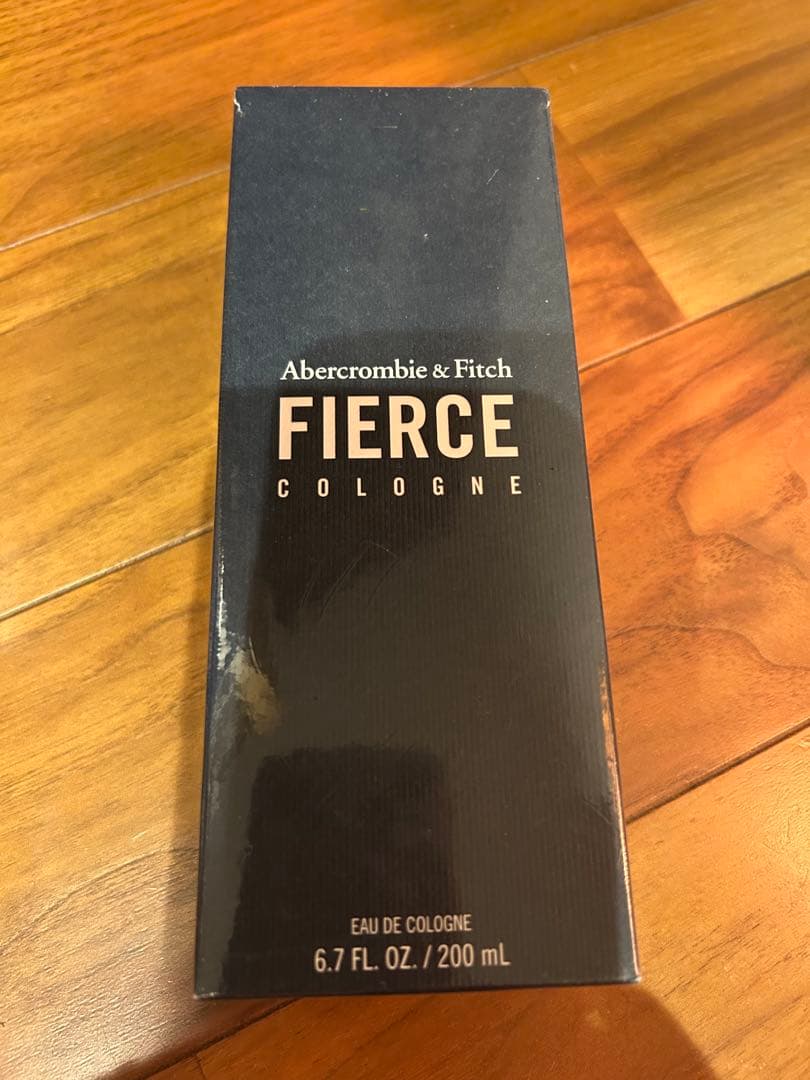 Abercrombie & Fitch
FIERCE
COLOGNE
EAU DE COLOGNE
6.7 FL. OZ. / 200 mL